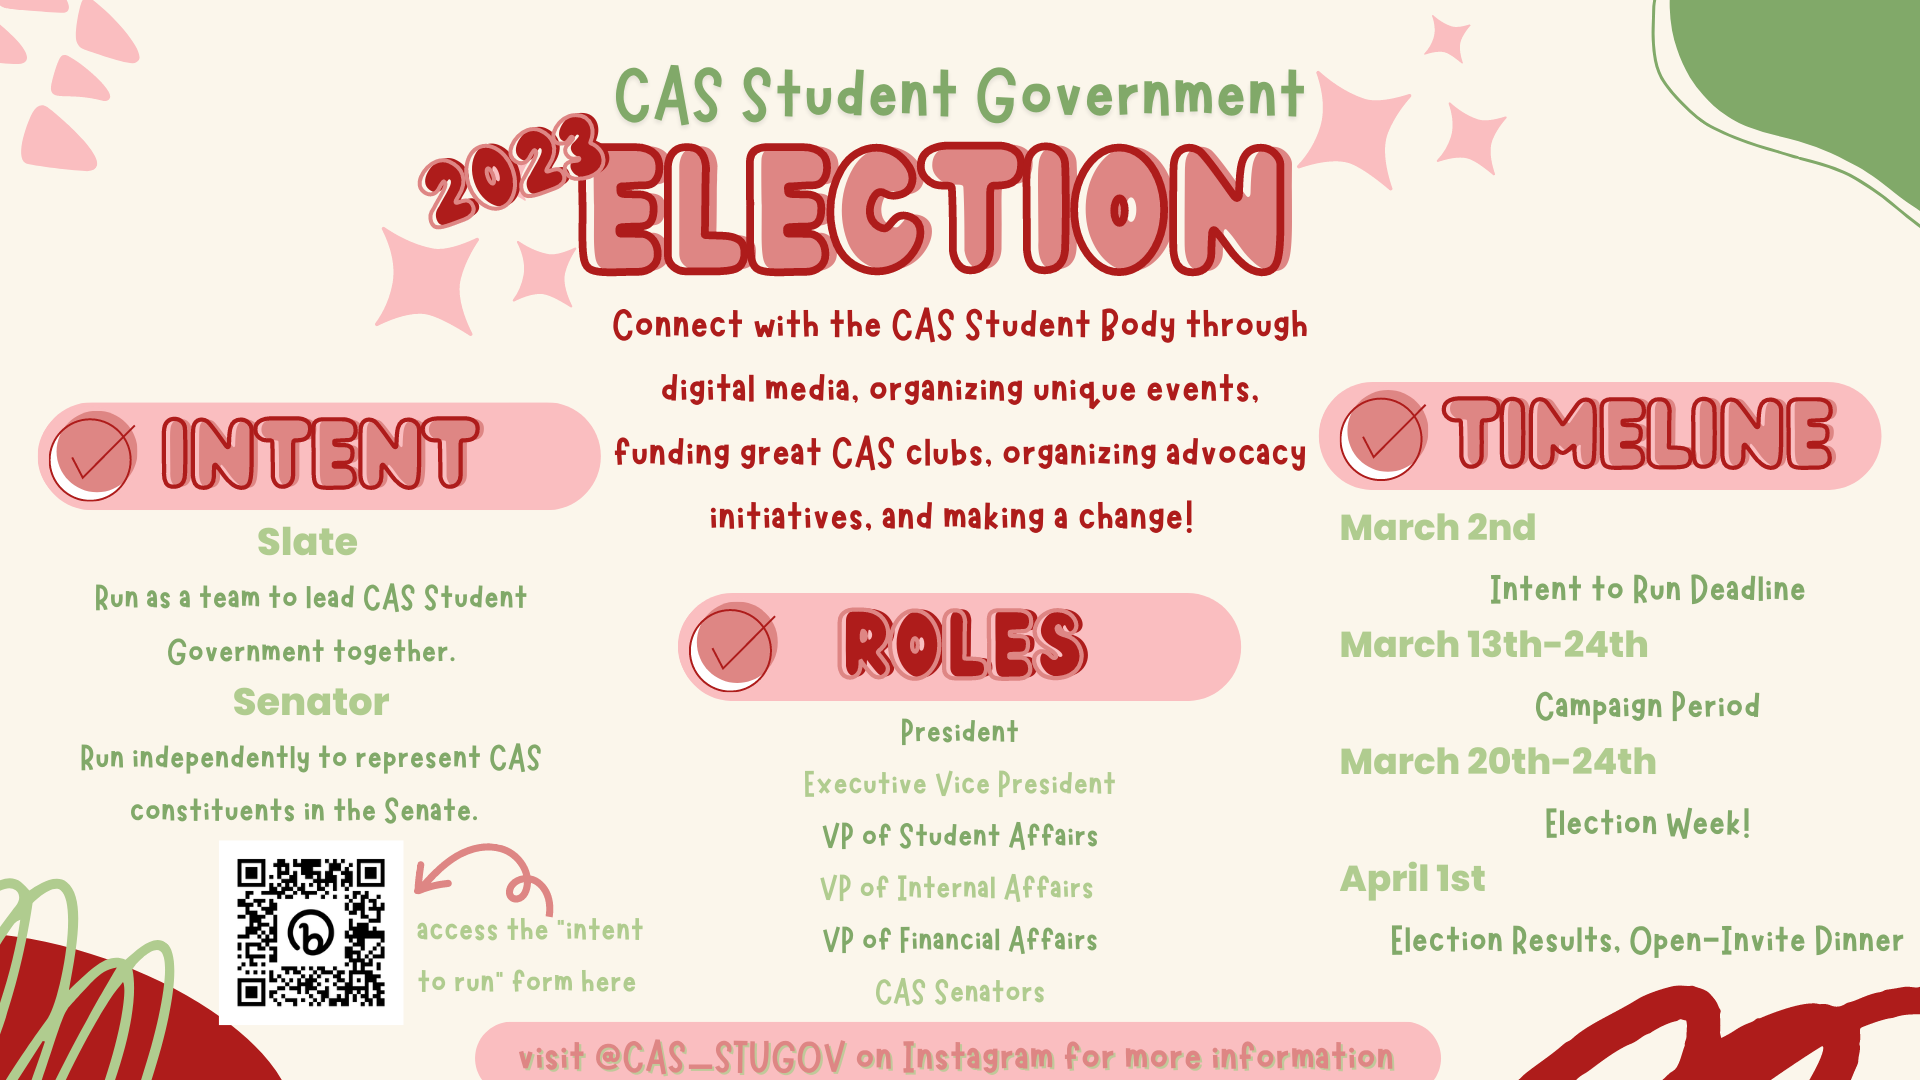 CAS Student Government
2023
ELECTION
Connect with the CAS Student Body through
digital media, organizing unique events,
funding great CAS clubs, organizing advocacy
initiatives, and making a change!
INTENT
Slate
Run as a team to lead CAS Student
Government together.
Senator
Run independently to represent CAS
constituents in the Senate.
b
access the "intent
to run" form here
ROLES
President
Executive Vice President
VP of Student Affairs
VP of Internal Affairs
VP of Financial Affairs
CAS Senators
TIMELINE
March 2nd
Intent to Run Deadline
March 13th-24th
Campaign Period
March 20th-24th
Election Week!
April 1st
Election Results, Open-Invite Dinner
visit @CAS_STUGOV on Instagram for more information